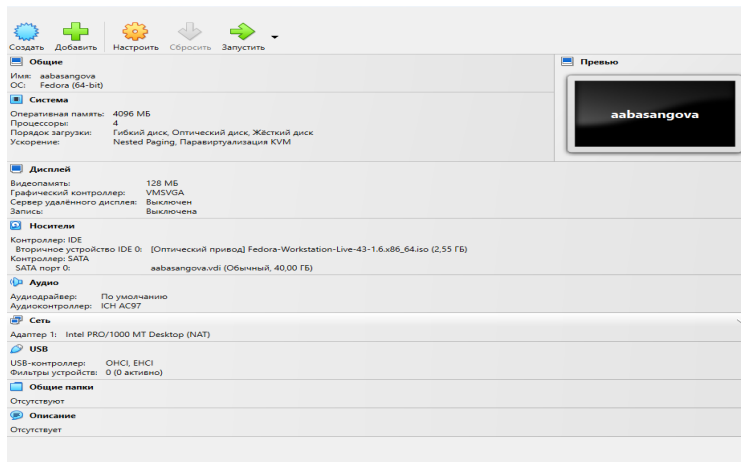 Создать Добавить Настроить Сбросить Запустить
Общие
Имя: aabasangova
ОС: Fedora (64-bit)
Превью
aabasangova
Система
Оперативная память: 4096 МБ
Процессоры: 4
Порядок загрузки: Гибкий диск, Оптический диск, Жёсткий диск
Ускорение: Nested Paging, Паравиртуализация KVM
Дисплей
Видеопамять: 128 МБ
Графический контроллер: VMSVGA
Сервер удалённого дисплея: Выключен
Запись: Выключена
Носители
Контроллер: IDE
Вторичное устройство IDE 0: [Оптический привод] Fedora-Workstation-Live-43-1.6.x86_64.iso (2,55 ГБ)
Контроллер: SATA
SATA порт 0: aabasangova.vdi (Обычный, 40,00 ГБ)
Аудио
Аудиодрайвер: По умолчанию
Аудиоконтроллер: ICH AC97
Сеть
Адаптер 1: Intel PRO/1000 MT Desktop (NAT)
USB
USB-контроллер: OHCI, EHCI
Фильтры устройств: 0 (0 активно)
Общие папки
Отсутствуют
Описание
Отсутствует